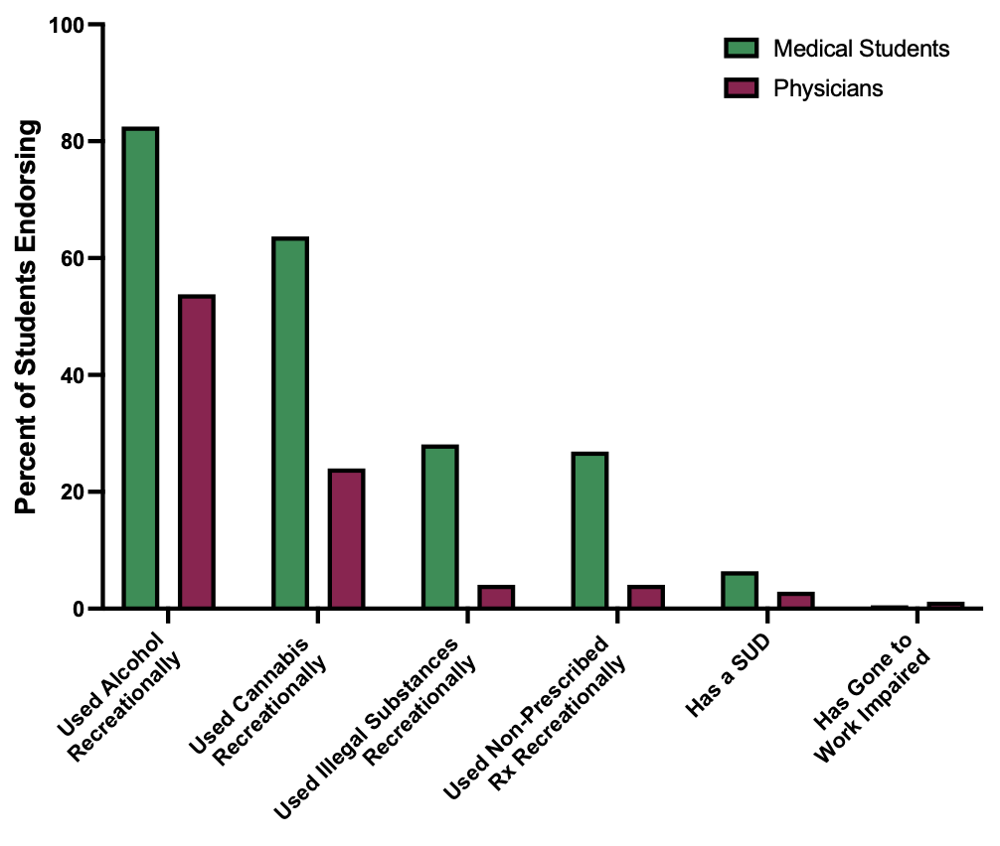 Percent of Students Endorsing
100
80
60
40
20
0
Medical Students
Physicians
Used Alcohol
Recreationally
Used Cannabis
Recreationally
Used Illegal Substances
Recreationally
Used Non-Prescribed
Rx Recreationally
Has a SUD
Has Gone to
Work Impaired